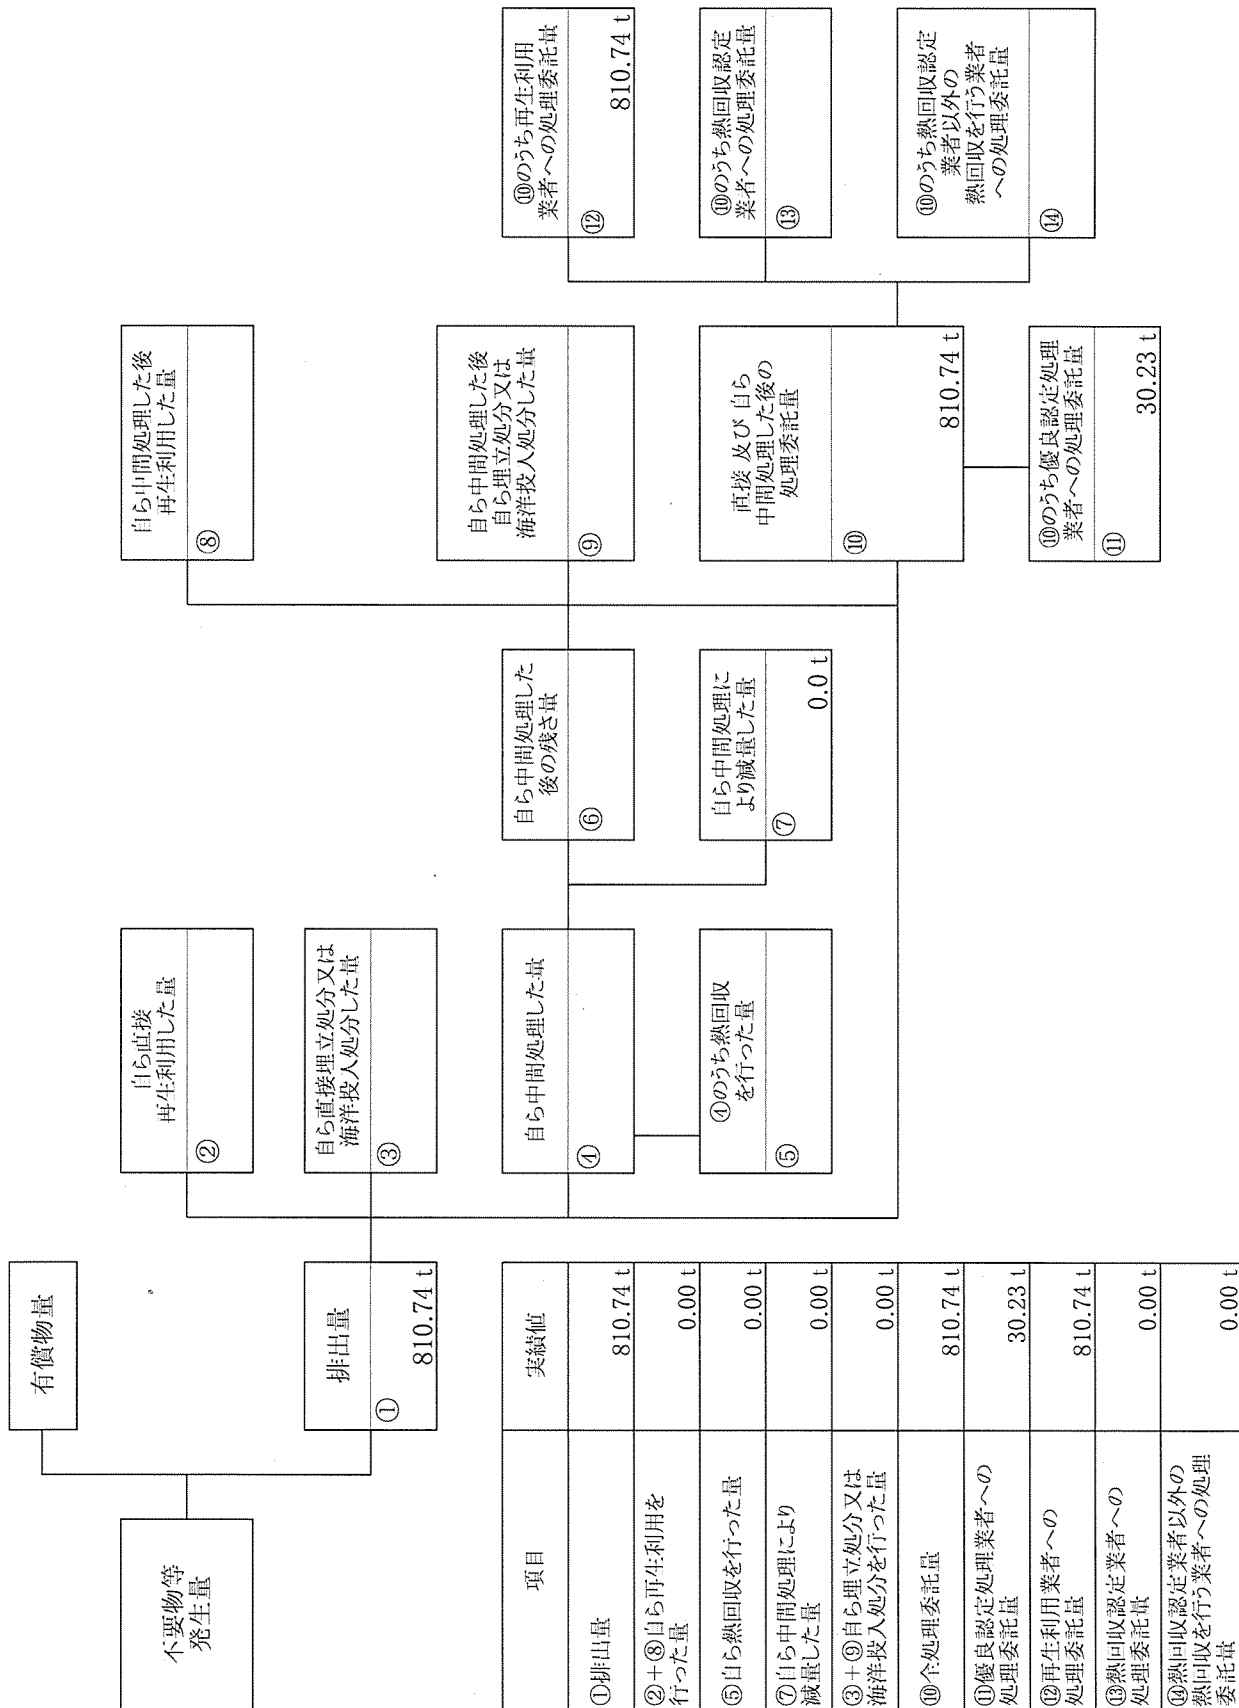 不要物等
発生量
有償物量
排出量
①
810.74 t
自ら直接
再生利用した量
②
自ら直接埋立処分又は
海洋投入処分した量
③
自ら中間処理した量
④
④のうち熱回収
を行った量
⑤
自ら中間処理した
後の残さ量
⑥
自ら中間処理に
より減量した量
⑦
0.0 t
自ら中間処理した後
再生利用した量
⑧
自ら中間処理した後
自ら埋立処分又は
海洋投入処分した量
⑨
直接 及び 自ら
中間処理した後の
処理委託量
⑩
810.74 t
⑩のうち優良認定処理
業者への処理委託量
⑪
30.23 t
⑩のうち再生利用
業者への処理委託量
⑫
810.74 t
⑩のうち熱回収認定
業者への処理委託量
⑬
⑩のうち熱回収認定
業者以外の
熱回収を行う業者
への処理委託量
⑭
項目
実績値
①排出量
810.74 t
②+⑧自ら再生利用を
行った量
0.00 t
⑤自ら熱回収を行った量
0.00 t
⑦自ら中間処理により
減量した量
0.00 t
③+⑨自ら埋立処分又は
海洋投入処分を行った量
0.00 t
⑩全処理委託量
810.74 t
⑪優良認定処理業者への
処理委託量
30.23 t
⑫再生利用業者への
処理委託量
810.74 t
⑬熱回収認定業者への
処理委託量
0.00 t
⑭熱回収認定業者以外の
熱回収を行う業者への処理
委託量
0.00 t